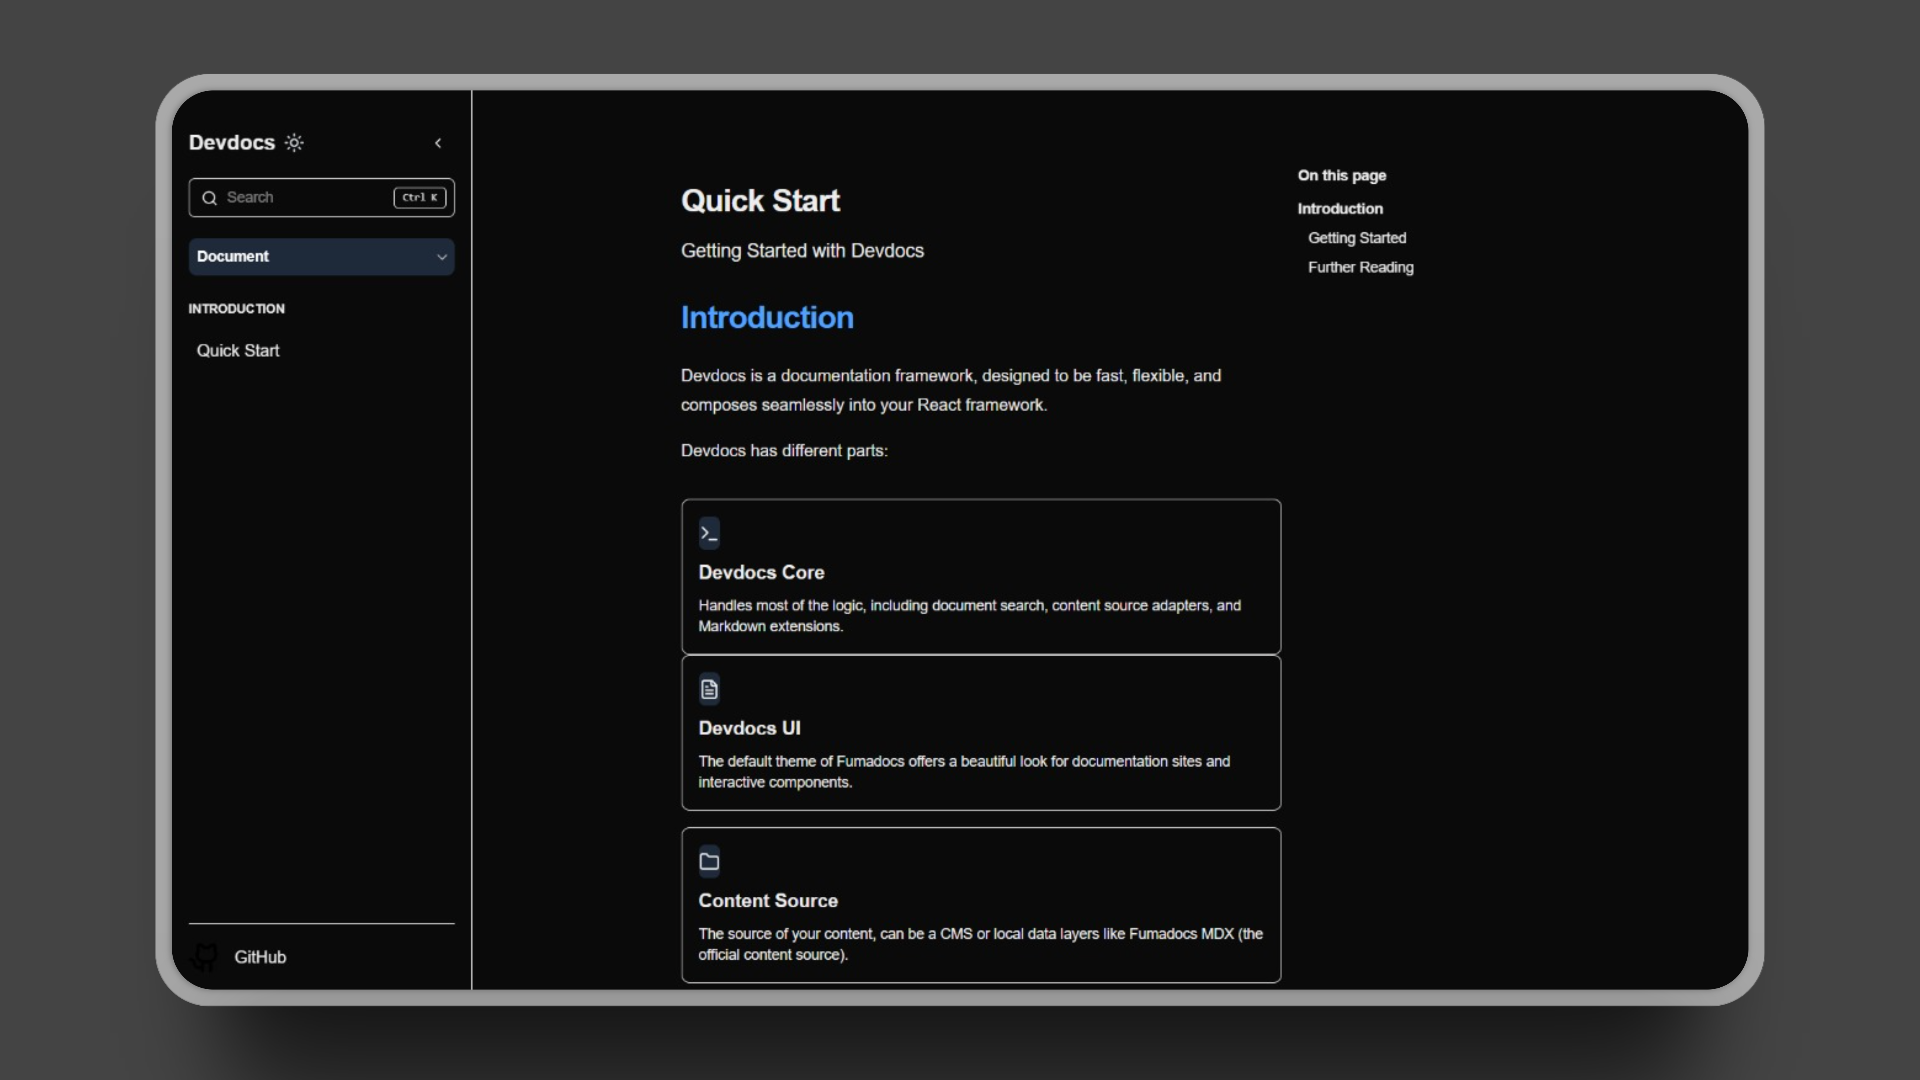 Devdocs
Search
Ctrl K
Document
INTRODUCTION
Quick Start
GitHub
Quick Start
Getting Started with Devdocs
Introduction
Devdocs is a documentation framework, designed to be fast, flexible, and
composes seamlessly into your React framework.
Devdocs has different parts:
Devdocs Core
Handles most of the logic, including document search, content source adapters, and
Markdown extensions.
Devdocs UI
The default theme of Fumadocs offers a beautiful look for documentation sites and
interactive components.
Content Source
The source of your content, can be a CMS or local data layers like Fumadocs MDX (the
official content source).
On this page
Introduction
Getting Started
Further Reading